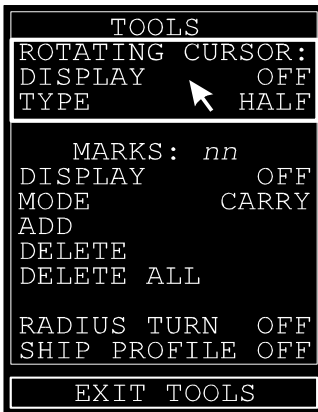 TOOLS
ROTATING CURSOR:
DISPLAY OFF
TYPE HALF
MARKS: nn
DISPLAY OFF
MODE CARRY
ADD
DELETE
DELETE ALL
RADIUS TURN OFF
SHIP PROFILE OFF
EXIT TOOLS